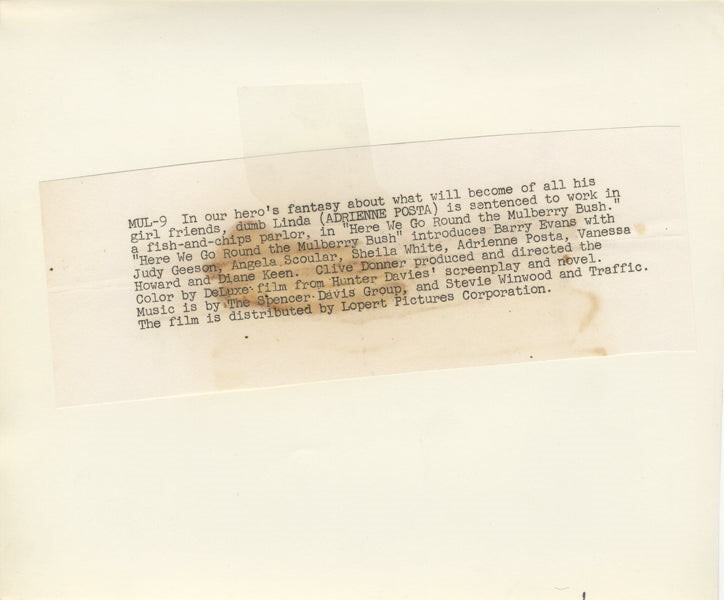 MUL-9 In our hero's fantasy about what will become of all his
girl friends, dumb Linda (ADRIENNE POSTA) is sentenced to work in
a fish-and-chips parlor, in "Here We Go Round the Mulberry Bush."
"Here We Go Round the Mulberry Bush" introduces Barry Evans with
Judy Geeson, Angela Scoular, Sheila White, Adrienne Posta, Vanessa
Howard and Diane Keen. Clive Donner produced and directed the
Color by DeLuxe film from Hunter Davies' screenplay and novel.
Music is by The Spencer Davis Group, and Stevie Winwood and Traffic.
The film is distributed by Lopert Pictures Corporation.